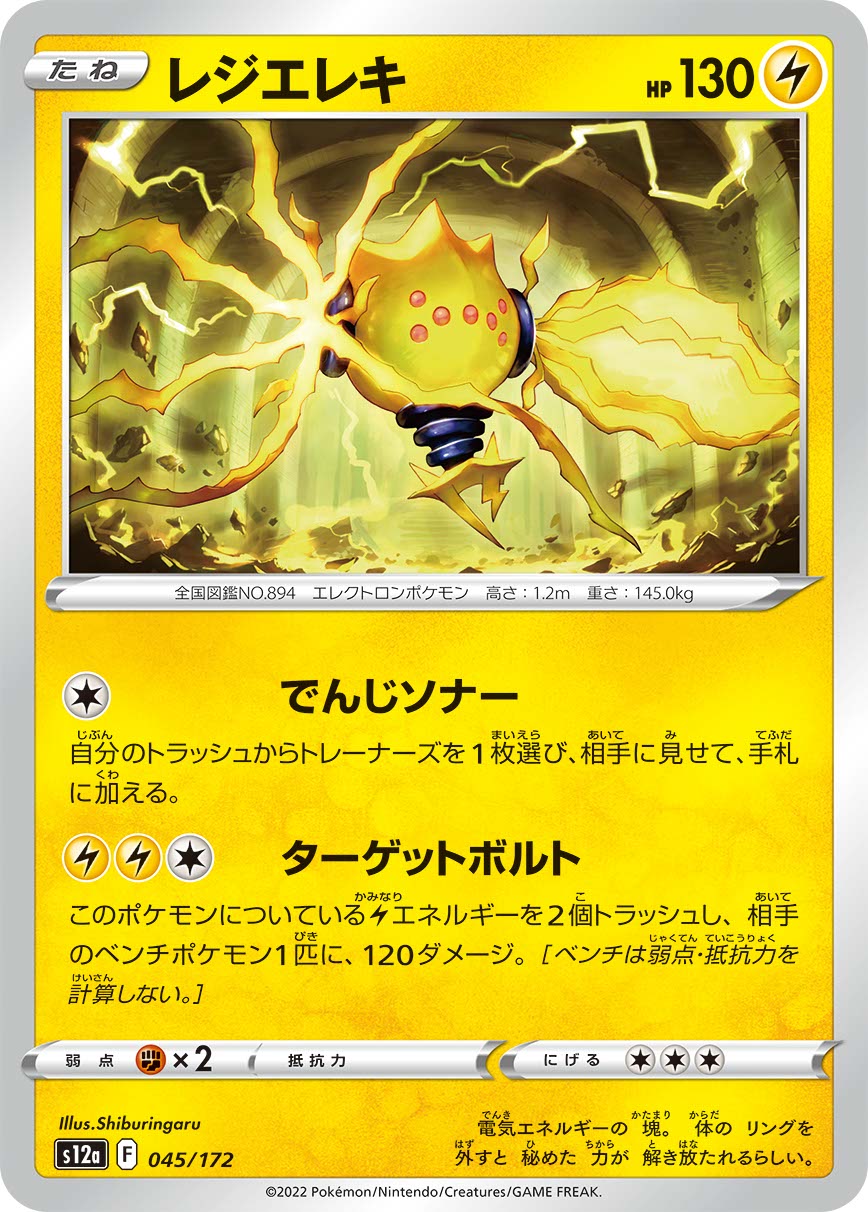 たね レジエレキ HP 130
全国図鑑NO.894 エレクトロンポケモン 高さ:1.2m 重さ:145.0kg
でんじソナー
自分のトラッシュからトレーナーズを1枚選び、相手に見せて、手札
に加える。
ターゲットボルト
このポケモンについているエネルギーを2個トラッシュし、相手
のベンチポケモン1匹に、120ダメージ。[ベンチは弱点・抵抗力を
計算しない。]
弱点 ×2 抵抗力 にげる
Illus.Shiburingaru
s12a F 045/172
電気エネルギーの 塊。 体の リングを
外すと 秘めた 力が 解き放たれるらしい。
©2022 Pokémon/Nintendo/Creatures/GAME FREAK.